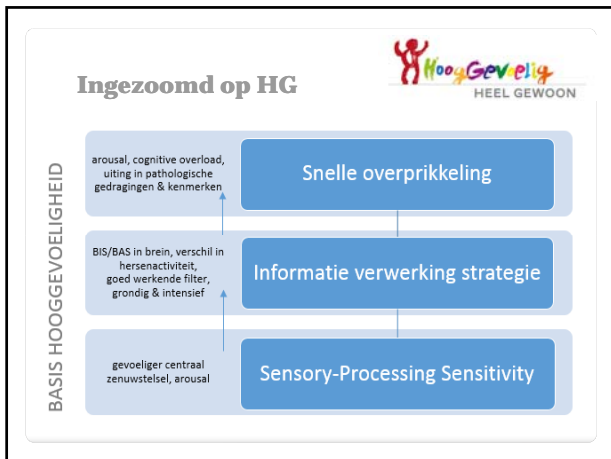 Ingezoomd op HG
HoogGevoelig
HEEL GEWOON
BASIS HOOGGEVOELIGHEID
arousal, cognitive overload,
uiting in pathologische
gedragingen & kenmerken
Snelle overprikkeling
BIS/BAS in brein, verschil in
hersenactiviteit,
goed werkende filter,
grondig & intensief
Informatie verwerking strategie
gevoeliger centraal
zenuwstelsel, arousal
Sensory-Processing Sensitivity